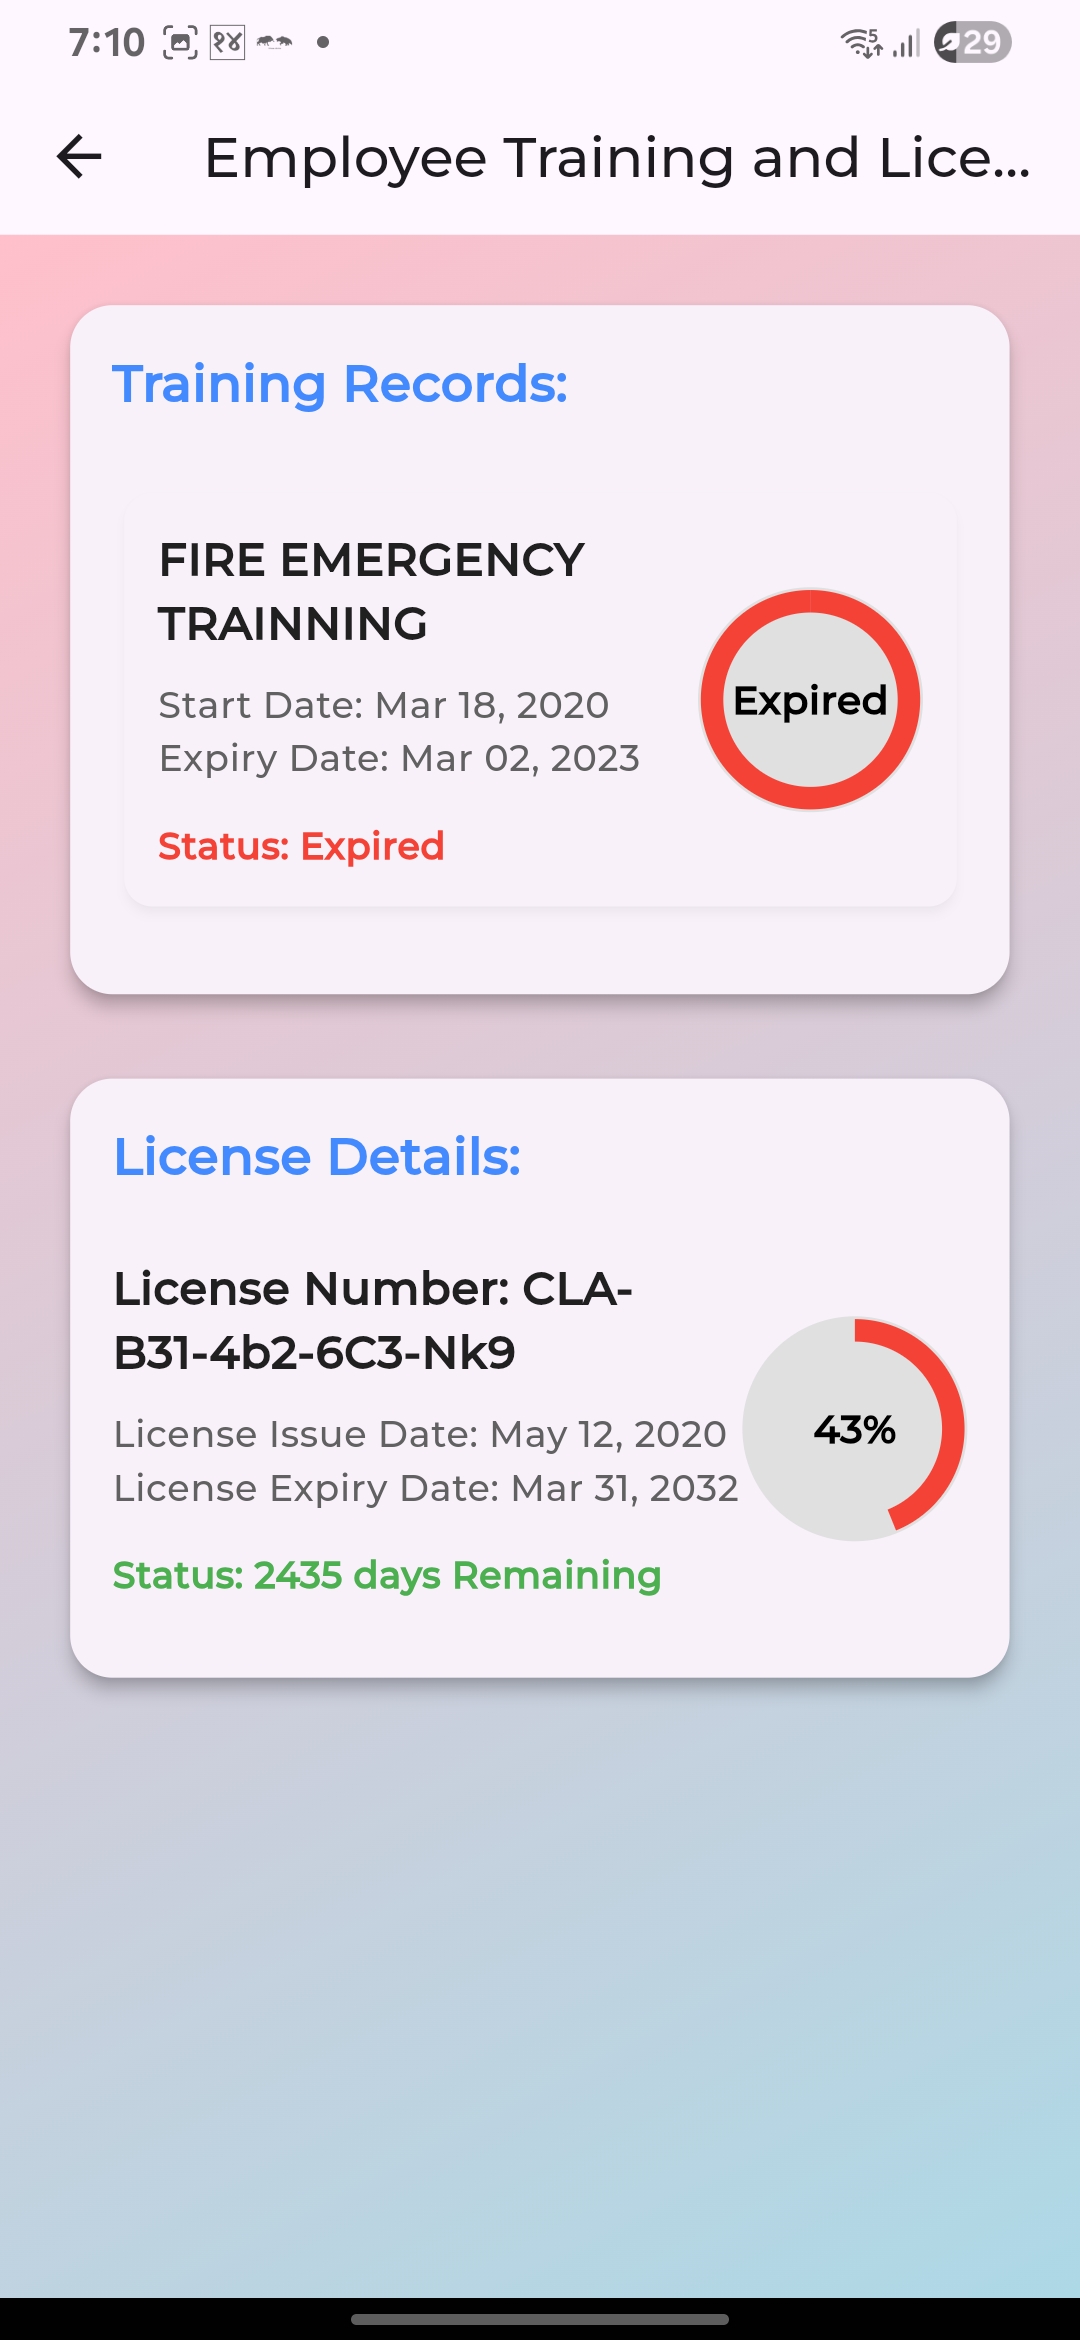 7:10 १४ 5 29
Employee Training and Lice...
Training Records:
FIRE EMERGENCY
TRAINNING
Start Date: Mar 18, 2020
Expiry Date: Mar 02, 2023
Expired
Status: Expired
License Details:
License Number: CLA-
B31-4b2-6C3-Nk9
License Issue Date: May 12, 2020
License Expiry Date: Mar 31, 2032
43%
Status: 2435 days Remaining